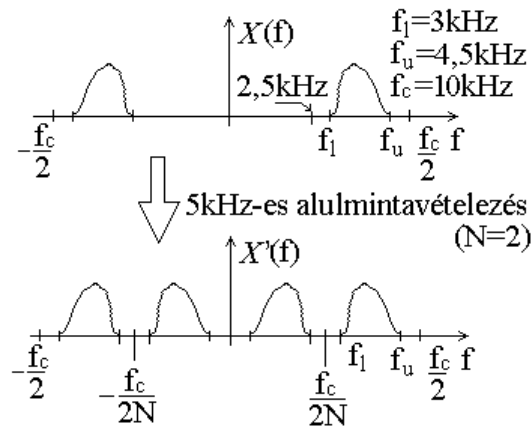 X(f)
f_l=3kHz
f_u=4,5kHz
f_c=10kHz
2,5kHz
-f_c/2 f_l f_u f_c/2 f
5kHz-es alulmintavételezés
(N=2)
X'(f)
-f_c/2 -f_c/2N f_c/2N f_l f_u f_c/2 f